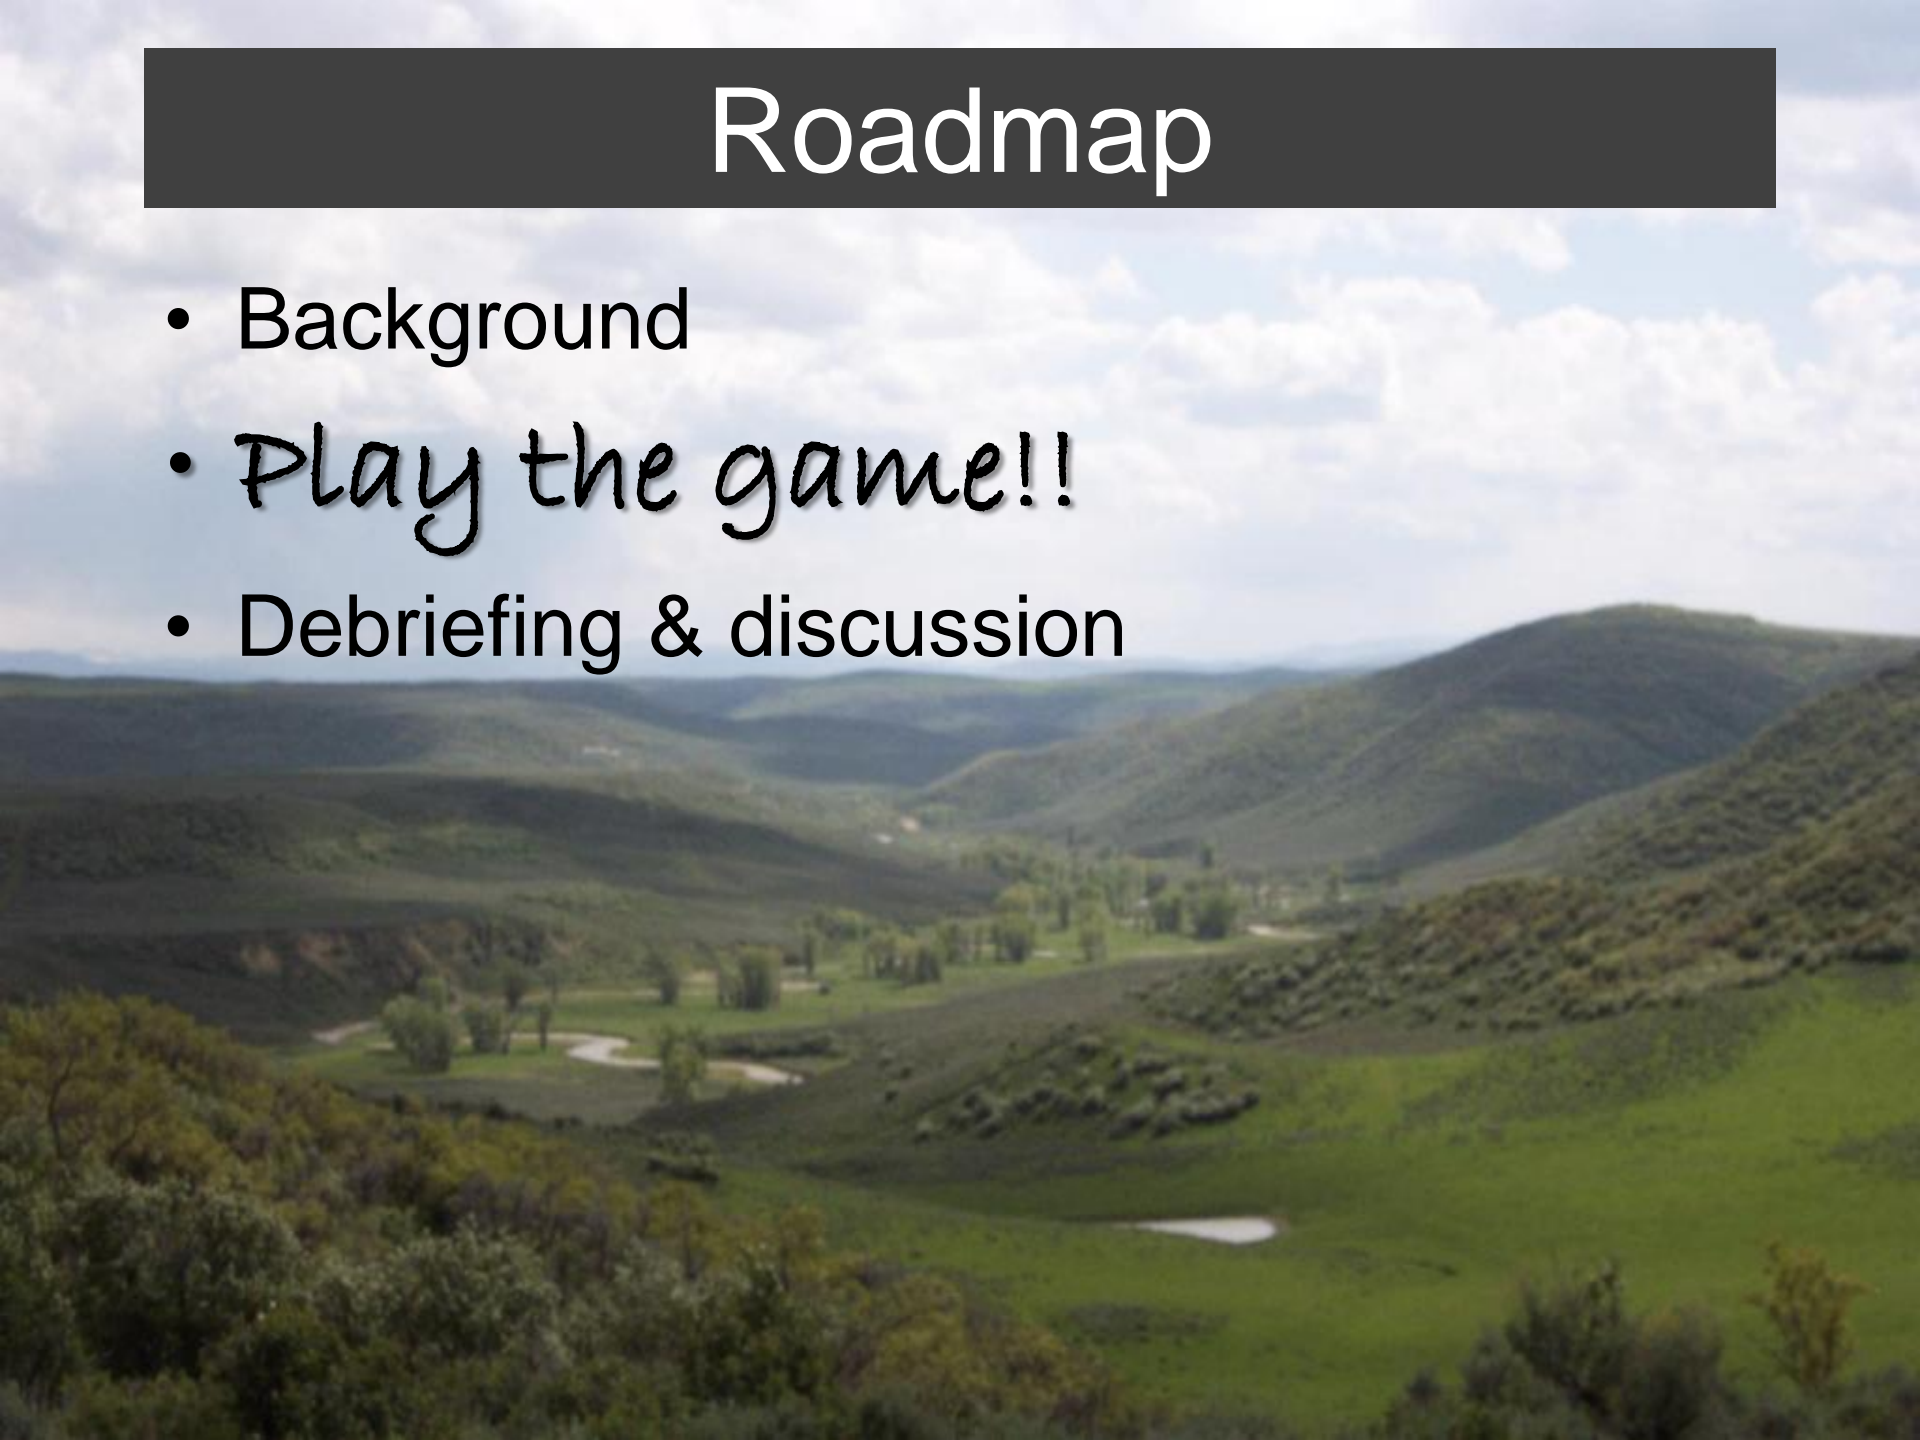 Roadmap
• Background
• Play the game!!
• Debriefing & discussion